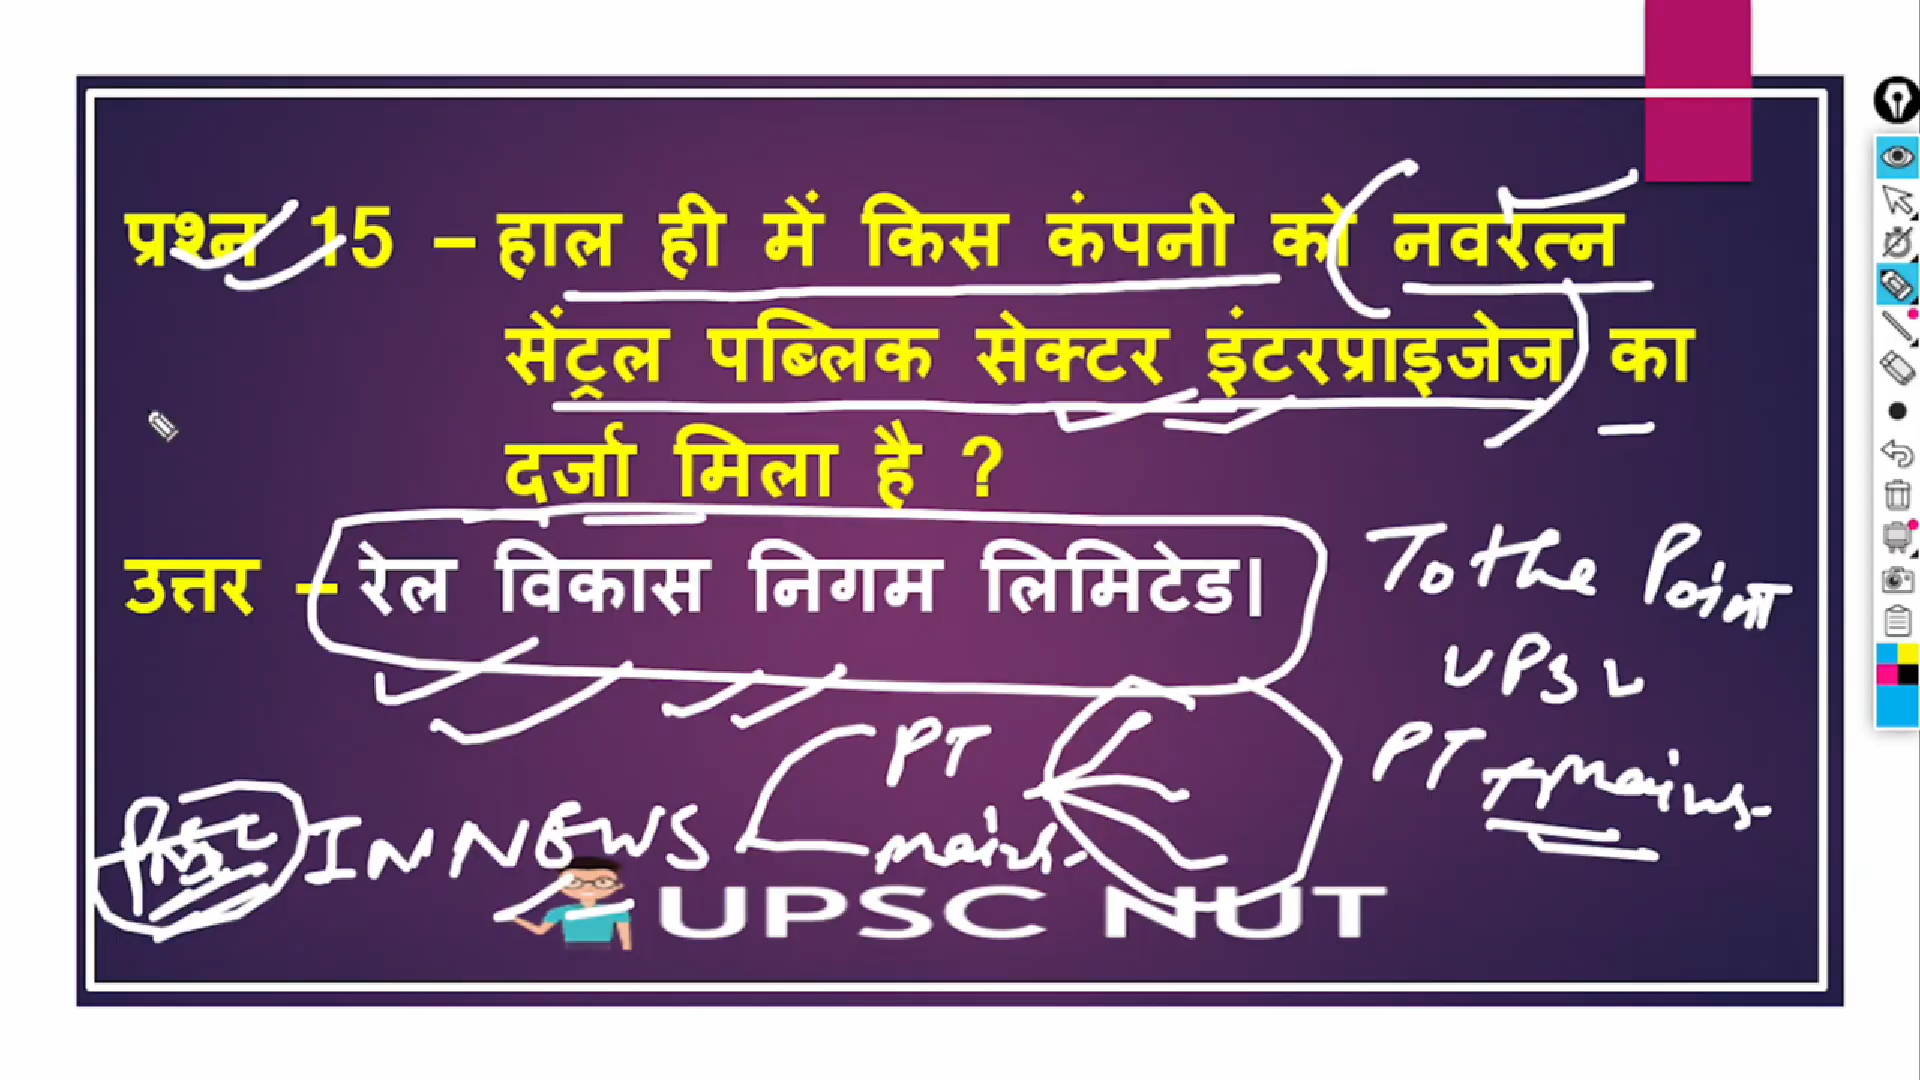 प्रश्न 15 – हाल ही में किस कंपनी को नवरत्न
सेंट्रल पब्लिक सेक्टर इंटरप्राइजेज का
दर्जा मिला है ?
उत्तर – रेल विकास निगम लिमिटेड।
To the Point
UPSC
PT + mains
PT
IN NEWS
mains
UPSC NUT